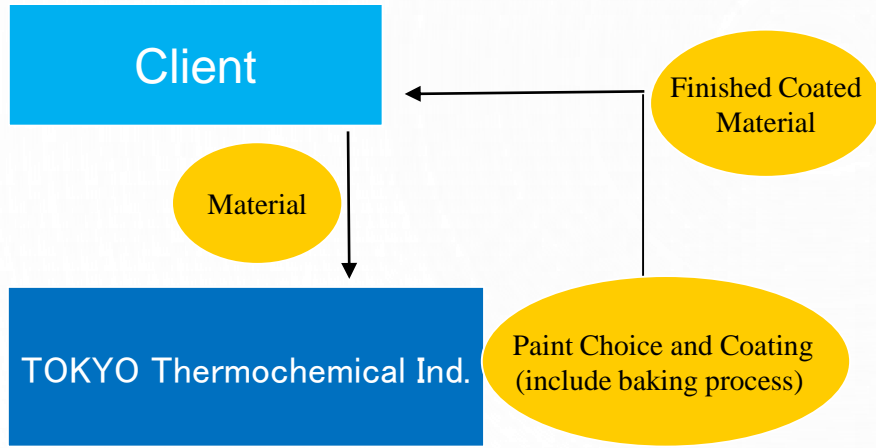 Client
Finished Coated
Material
Material
TOKYO Thermochemical Ind.
Paint Choice and Coating
(include baking process)